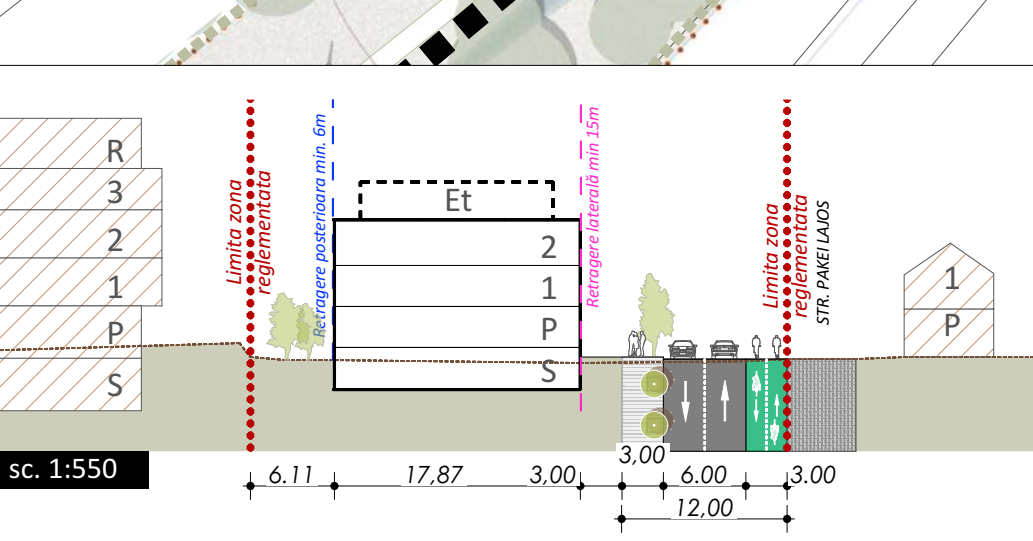 R
3
2
1
P
S
Limita zona
reglementata
Retragere posterioara min. 6m
Et
2
1
P
S
Retragere laterală min 15m
Limita zona
reglementata
STR. PAKEI LAJOS
1
P
sc. 1:550
6.11
17,87
3,00
3,00
6.00
3.00
12,00